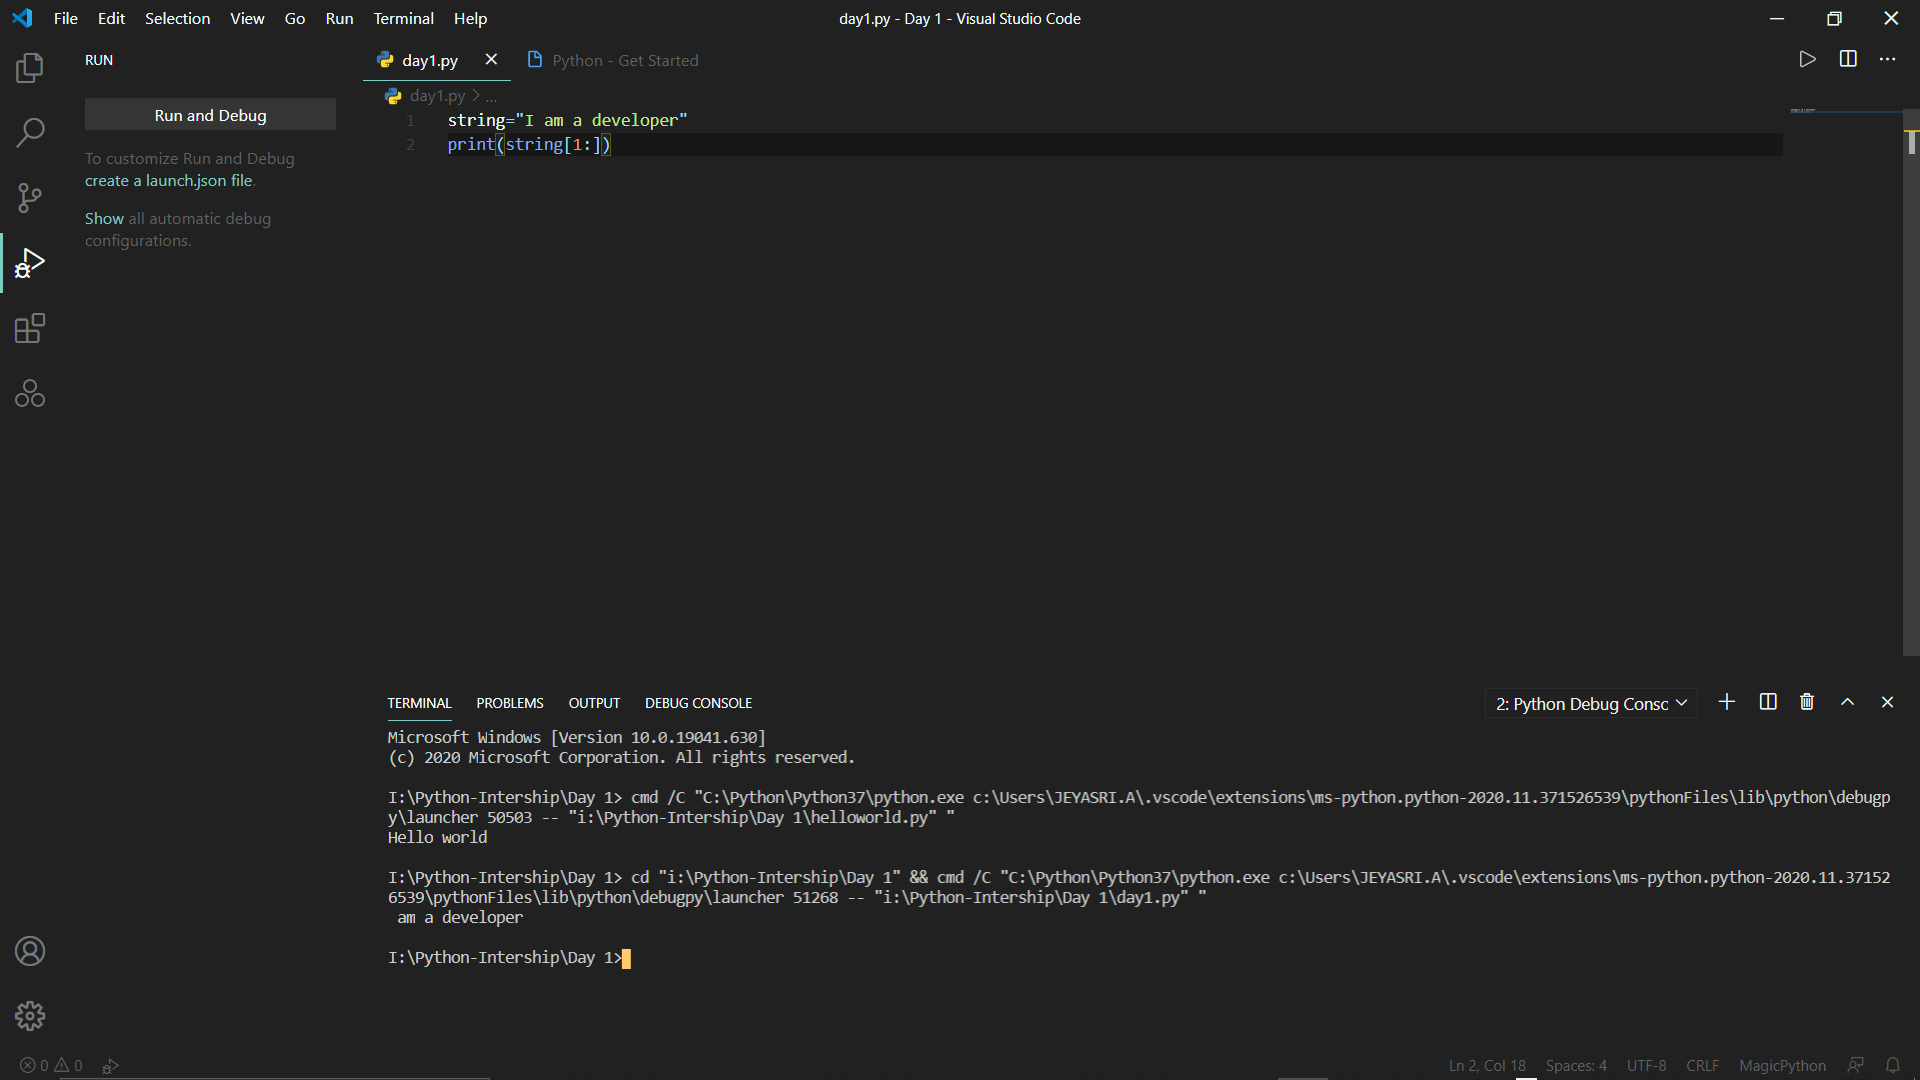 File Edit Selection View Go Run Terminal Help
day1.py - Day 1 - Visual Studio Code
RUN
Run and Debug
To customize Run and Debug
create a launch.json file.
Show all automatic debug
configurations.
day1.py
Python - Get Started
day1.py > ...
1 string="I am a developer"
2 print(string[1:])
TERMINAL PROBLEMS OUTPUT DEBUG CONSOLE
2: Python Debug Consc
Microsoft Windows [Version 10.0.19041.630]
(c) 2020 Microsoft Corporation. All rights reserved.
I:\Python-Intership\Day 1> cmd /C "C:\Python\Python37\python.exe c:\Users\JEYASRI.A\.vscode\extensions\ms-python.python-2020.11.371526539\pythonFiles\lib\python\debugp
y\launcher 50503 -- "i:\Python-Intership\Day 1\helloworld.py" "
Hello world
I:\Python-Intership\Day 1> cd "i:\Python-Intership\Day 1" && cmd /C "C:\Python\Python37\python.exe c:\Users\JEYASRI.A\.vscode\extensions\ms-python.python-2020.11.37152
6539\pythonFiles\lib\python\debugpy\launcher 51268 -- "i:\Python-Intership\Day 1\day1.py" "
 am a developer
I:\Python-Intership\Day 1>
0 0
Ln 2, Col 18 Spaces: 4 UTF-8 CRLF MagicPython